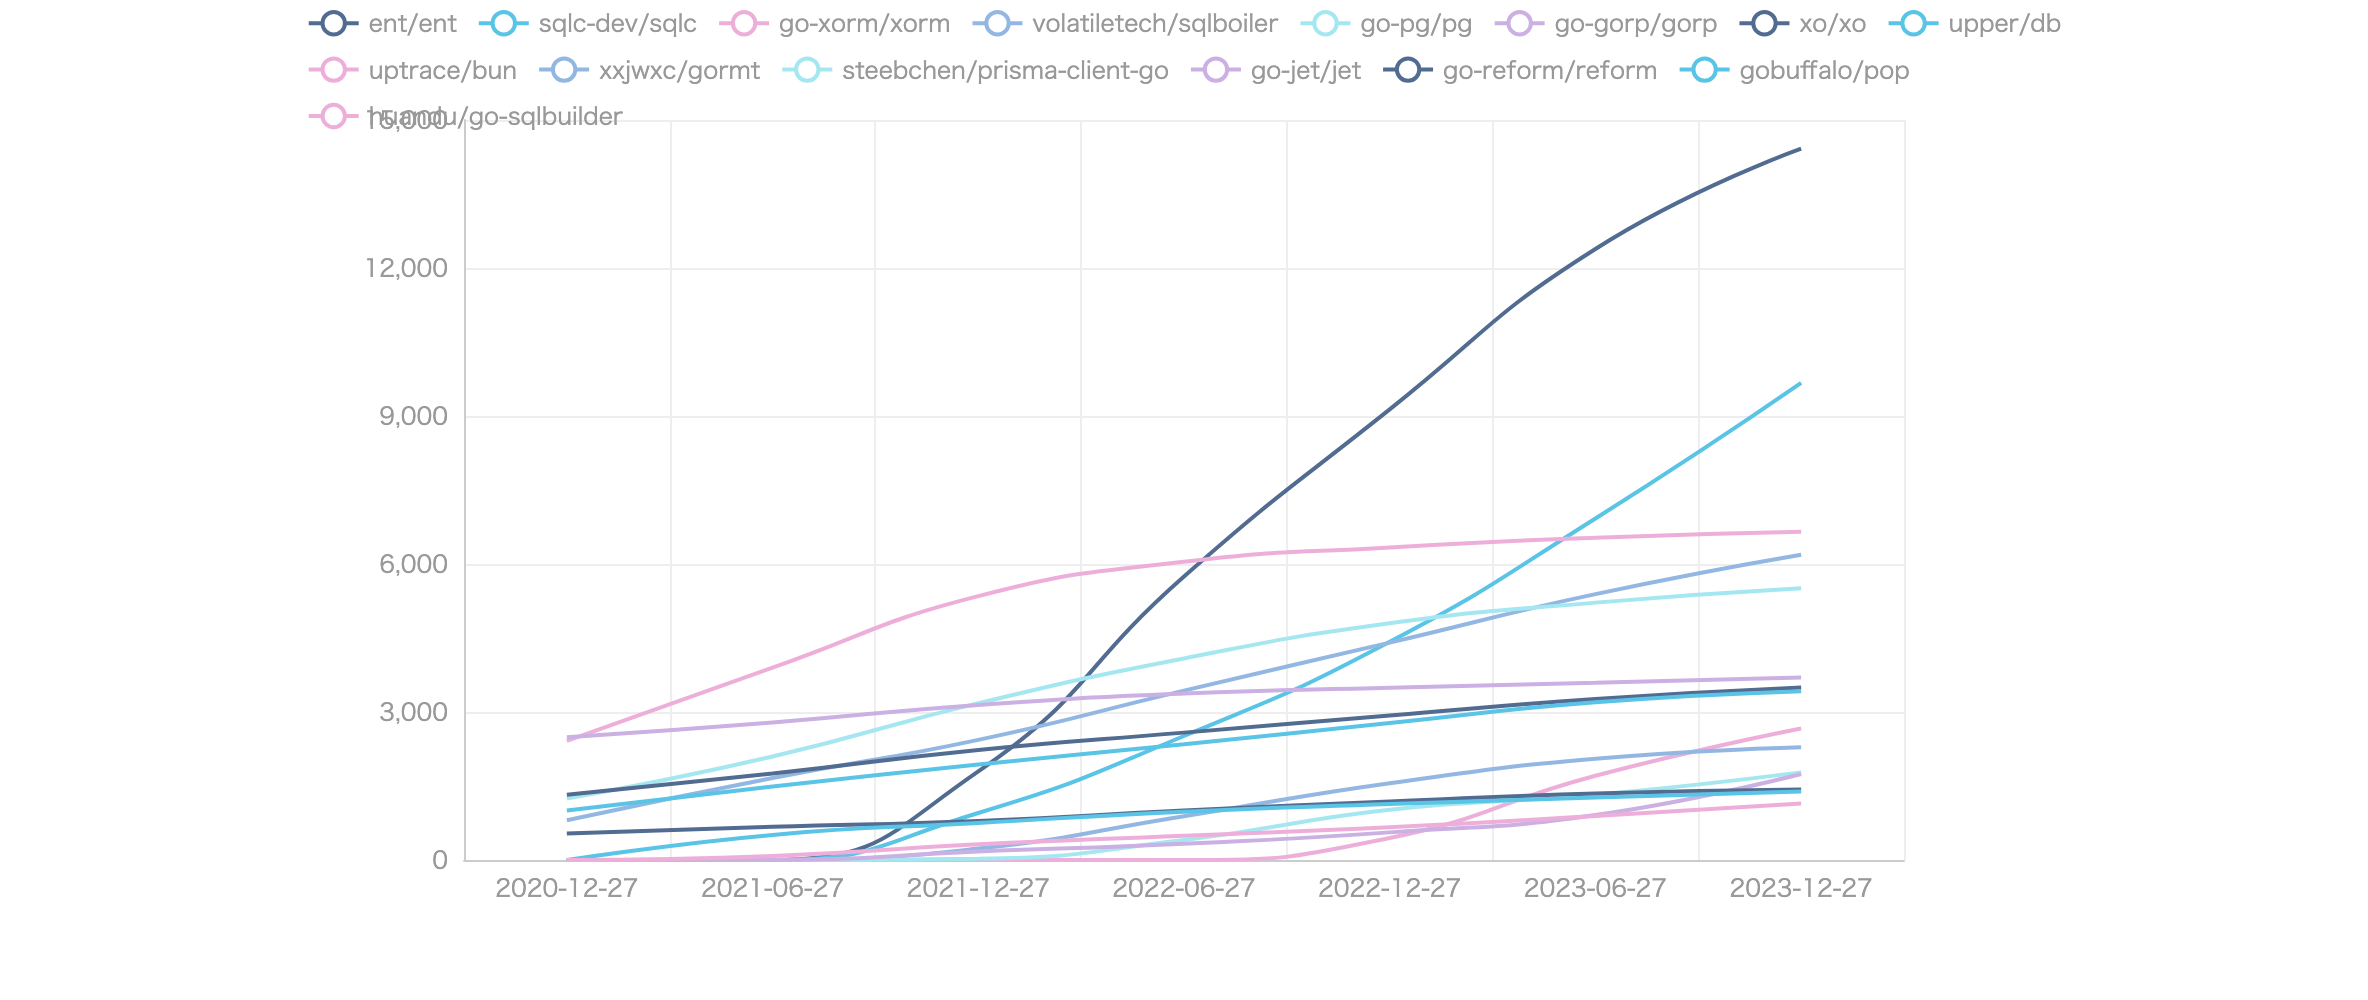 ent/ent sqlc-dev/sqlc go-xorm/xorm volatiletech/sqlboiler go-pg/pg go-gorp/gorp xo/xo upper/db
uptrace/bun xxjwxc/gormt steebchen/prisma-client-go go-jet/jet go-reform/reform gobuffalo/pop
huandu/go-sqlbuilder
15,000
12,000
9,000
6,000
3,000
0
2020-12-27 2021-06-27 2021-12-27 2022-06-27 2022-12-27 2023-06-27 2023-12-27